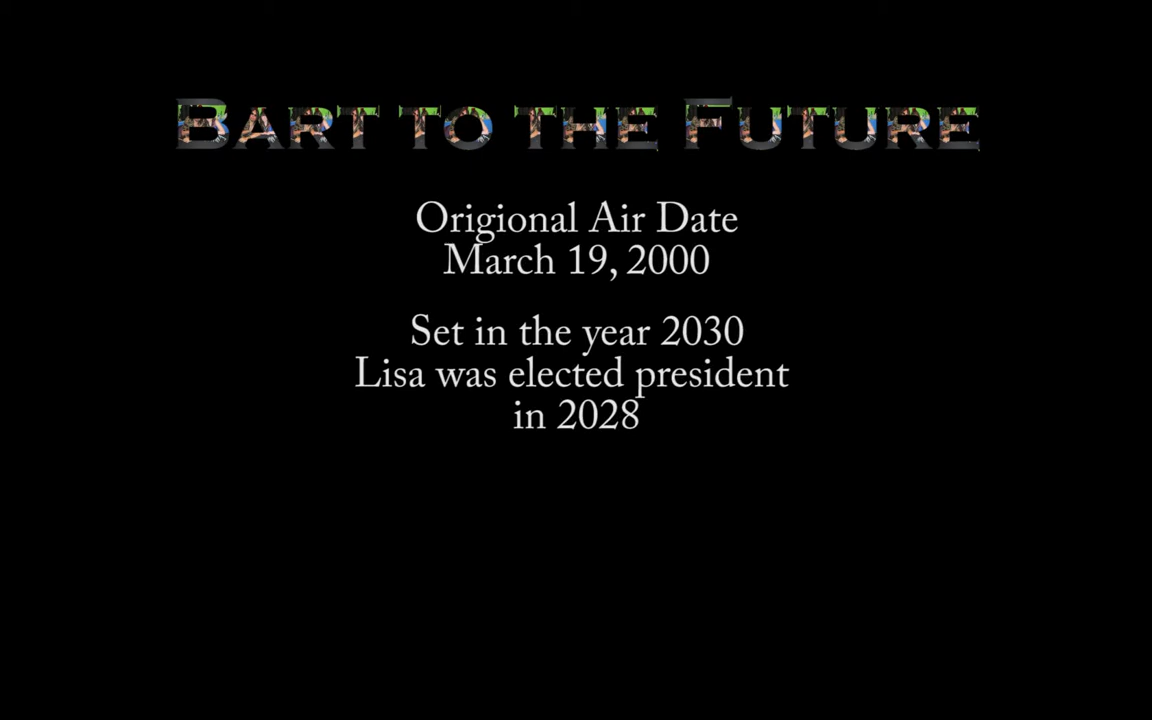 Bart to the Future
Origional Air Date
March 19, 2000
Set in the year 2030
Lisa was elected president
in 2028